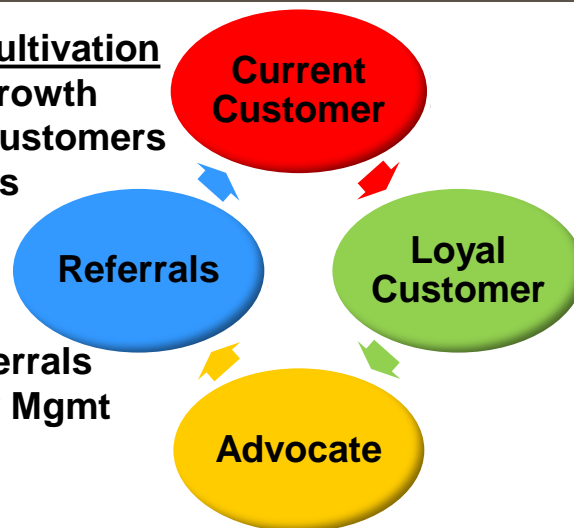 ultivation
rowth
ustomers
s
Current
Customer
Referrals
Loyal
Customer
errals
Mgmt
Advocate